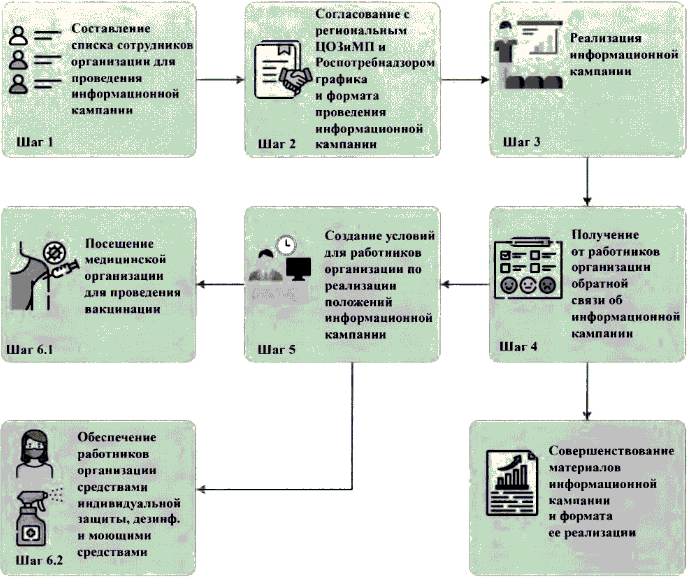 Составление
списка сотрудников
организации для
проведения
информационной
кампании
Шаг 1
Согласование с
региональным
ЦОЗиМП и
Роспотребнадзором
графика
и формата
проведения
информационной
кампании
Шаг 2
Реализация
информационной
кампании
Шаг 3
Получение
от работников
организации
обратной
связи об
информационной
кампании
Шаг 4
Создание условий
для работников
организации по
реализации
положений
информационной
кампании
Шаг 5
Посещение
медицинской
организации
для проведения
вакцинации
Шаг 6.1
Обеспечение
работников
организации
средствами
индивидуальной
защиты, дезинф.
и моющими
средствами
Шаг 6.2
Совершенствование
материалов
информационной
кампании
и формата
ее реализации